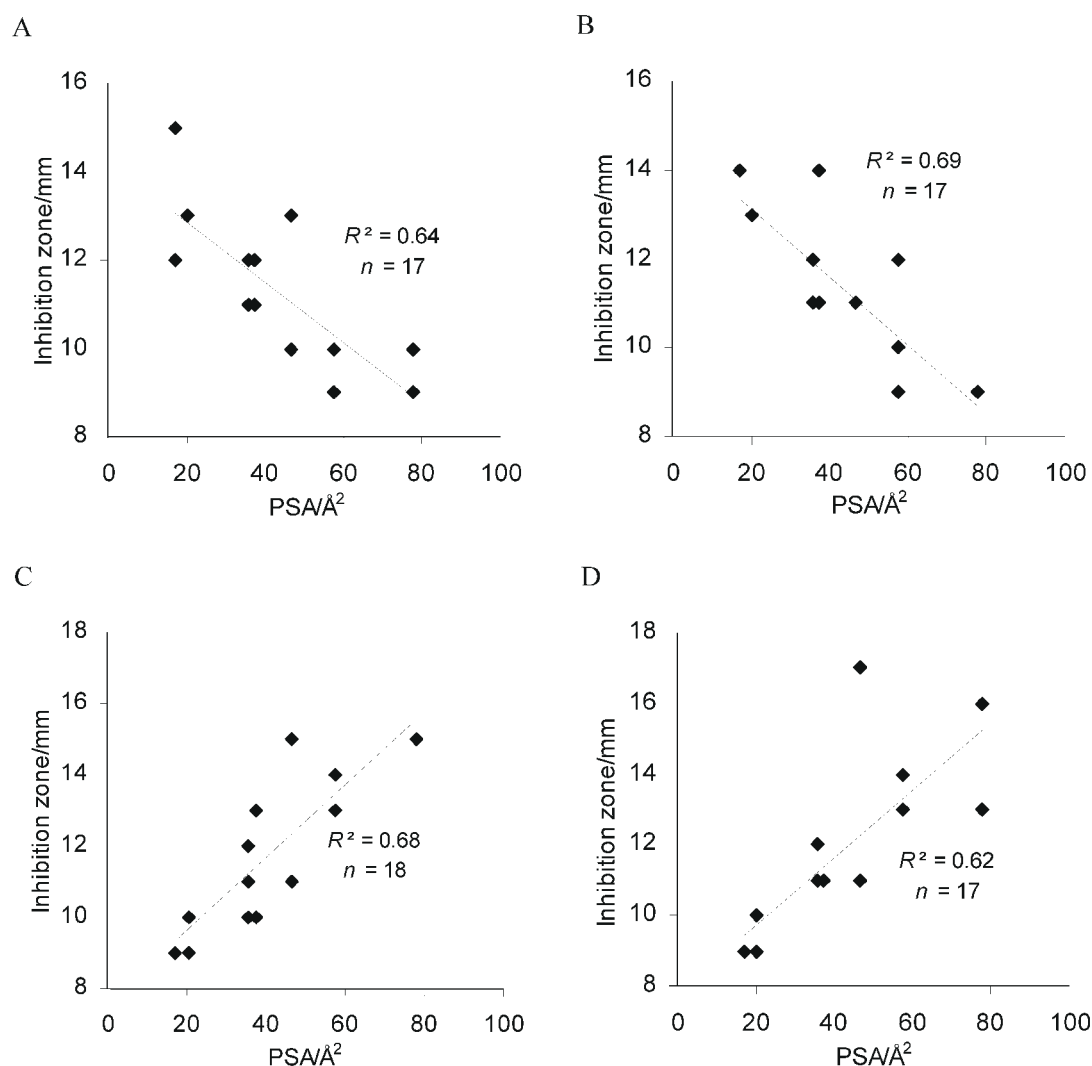 A
16
14
12
10
8
Inhibition zone/mm
R² = 0.64
n = 17
0 20 40 60 80 100
PSA/Å²
B
16
14
12
10
8
Inhibition zone/mm
R² = 0.69
n = 17
0 20 40 60 80 100
PSA/Å²
C
18
16
14
12
10
8
Inhibition zone/mm
R² = 0.68
n = 18
0 20 40 60 80 100
PSA/Å²
D
18
16
14
12
10
8
Inhibition zone/mm
R² = 0.62
n = 17
0 20 40 60 80 100
PSA/Å²